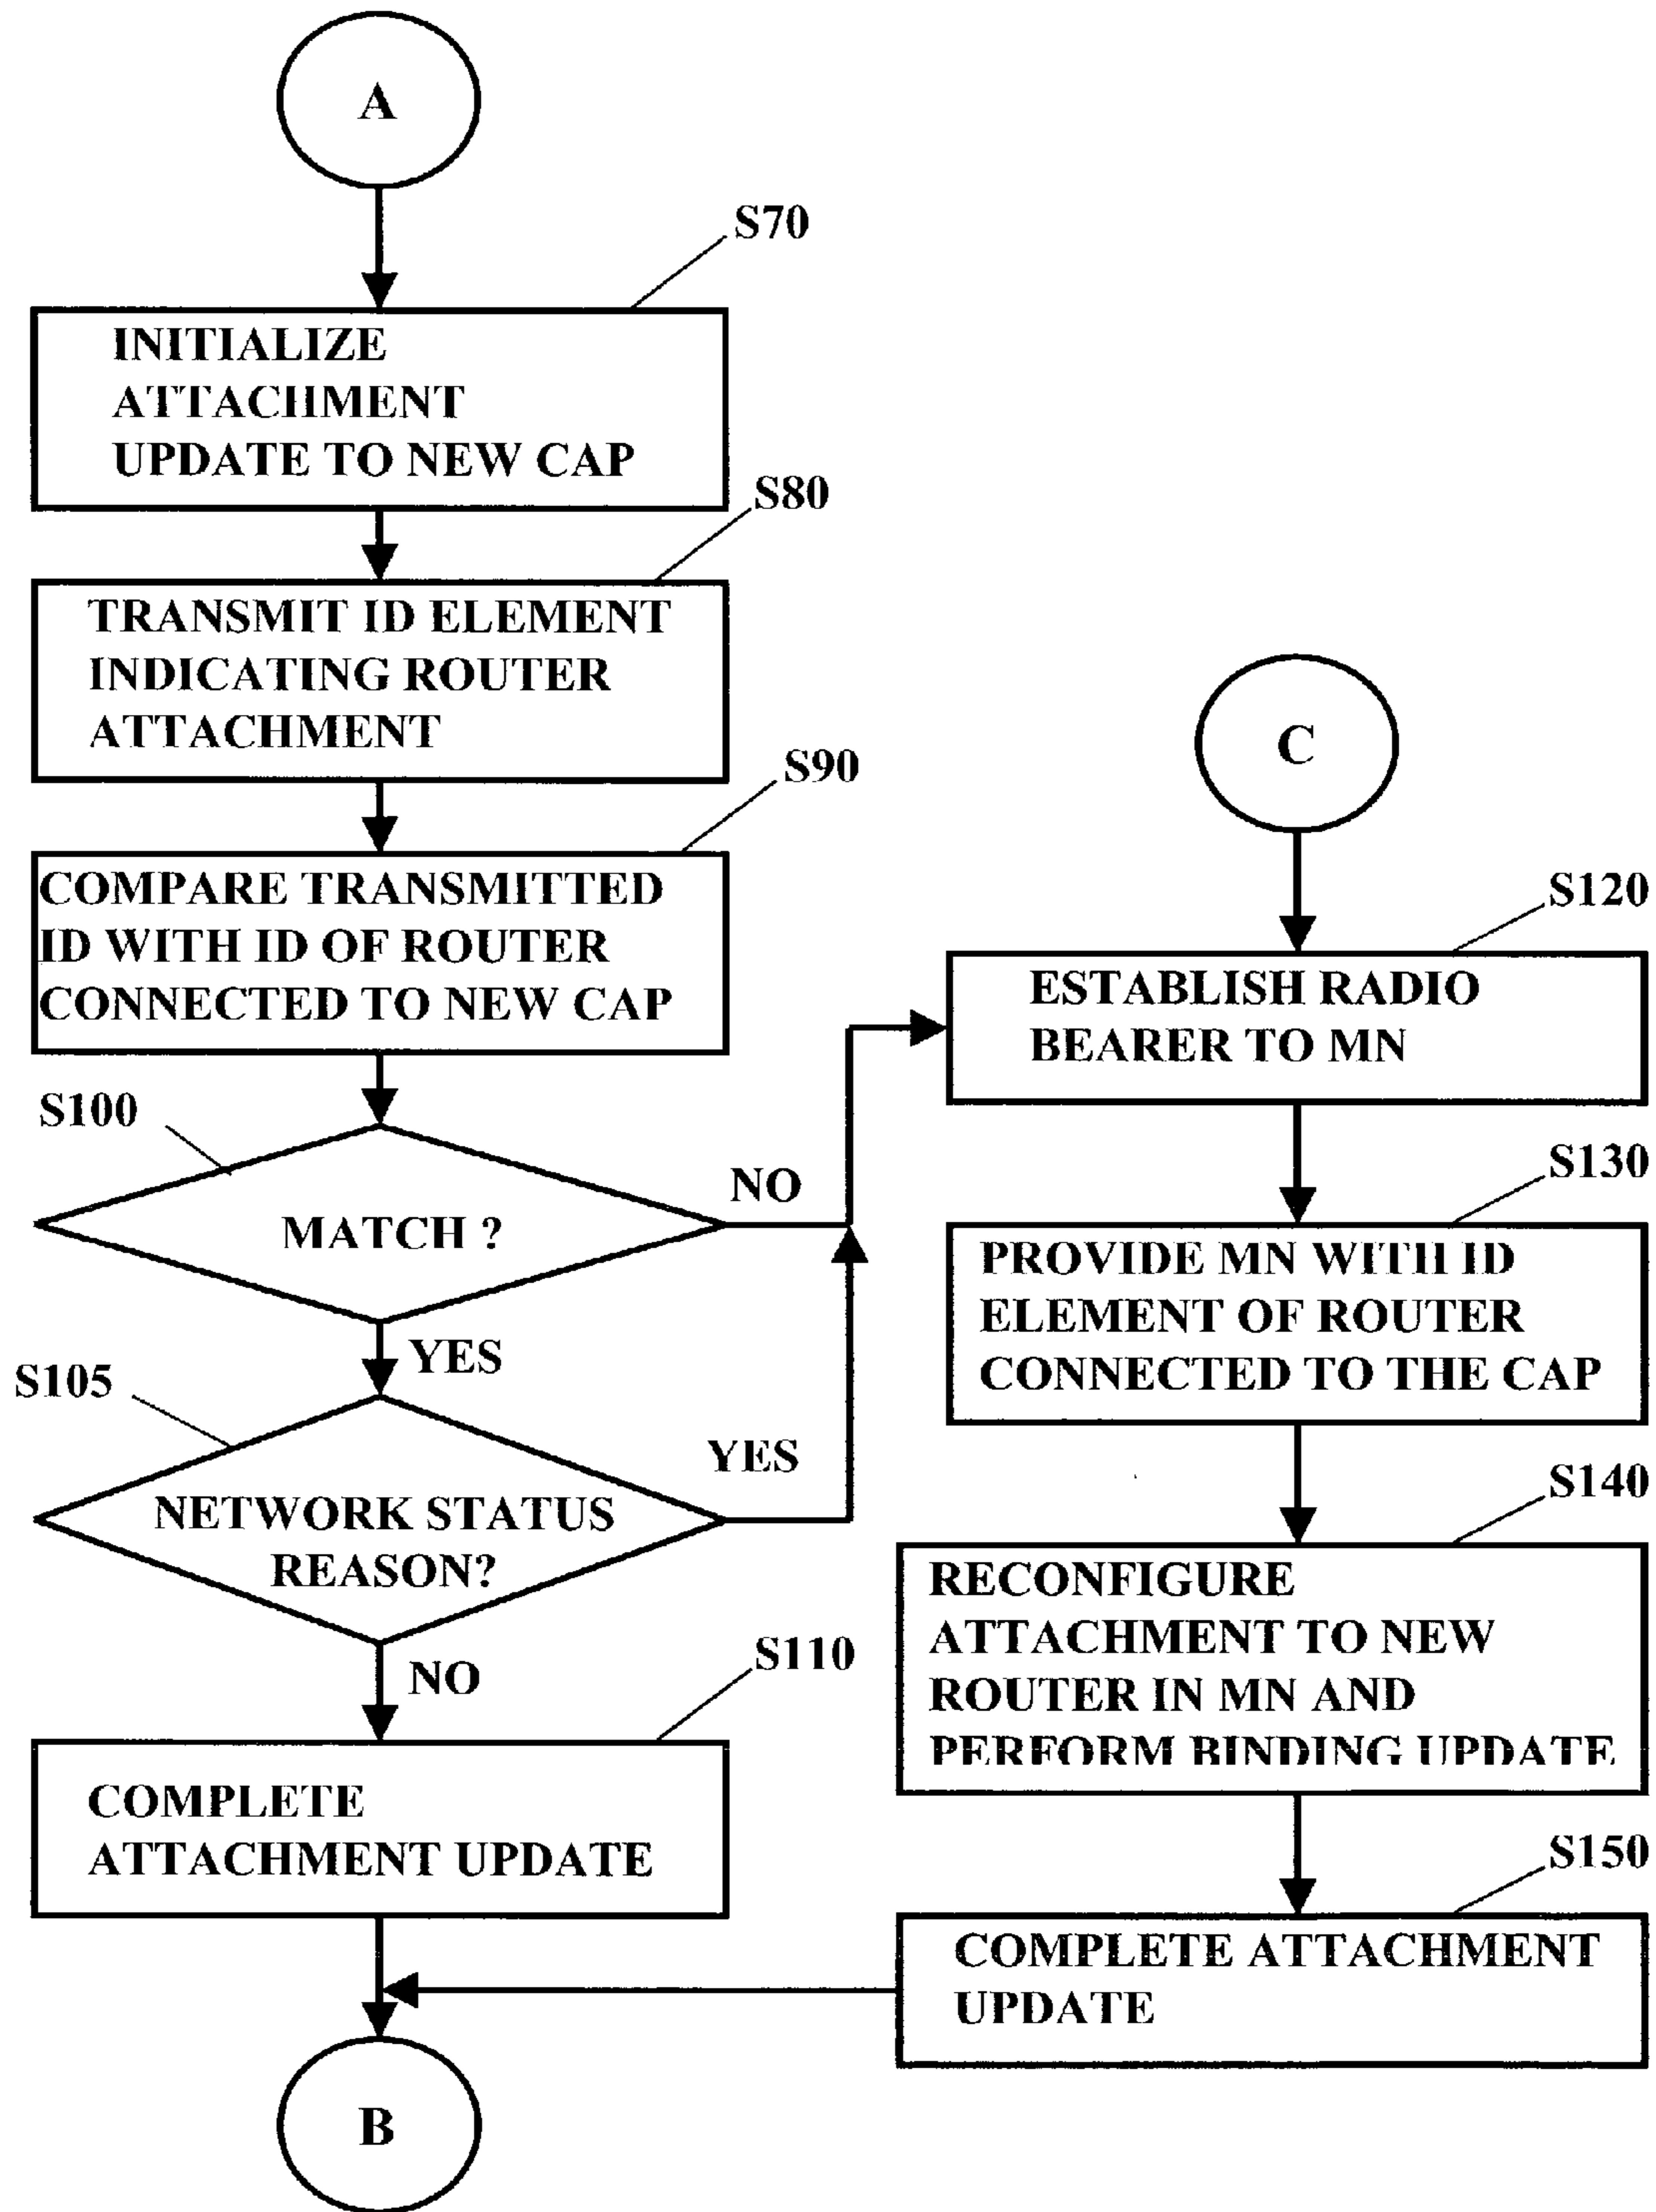 A
S70
INITIALIZE
ATTACHMENT
UPDATE TO NEW CAP
S80
TRANSMIT ID ELEMENT
INDICATING ROUTER
ATTACHMENT
S90
COMPARE TRANSMITTED
ID WITH ID OF ROUTER
CONNECTED TO NEW CAP
S100
MATCH ?
NO
YES
S105
NETWORK STATUS
REASON?
YES
NO
S110
COMPLETE
ATTACHMENT UPDATE
B
C
S120
ESTABLISH RADIO
BEARER TO MN
S130
PROVIDE MN WITH ID
ELEMENT OF ROUTER
CONNECTED TO THE CAP
S140
RECONFIGURE
ATTACHMENT TO NEW
ROUTER IN MN AND
PERFORM BINDING UPDATE
S150
COMPLETE ATTACHMENT
UPDATE